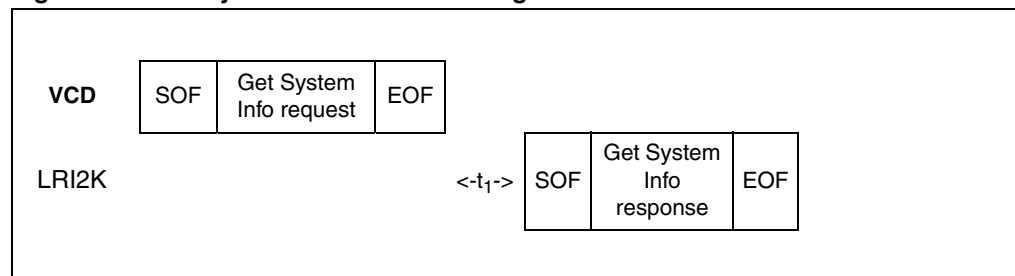 VCD
SOF
Get System
Info request
EOF
LRI2K
<-t1->
SOF
Get System
Info
response
EOF